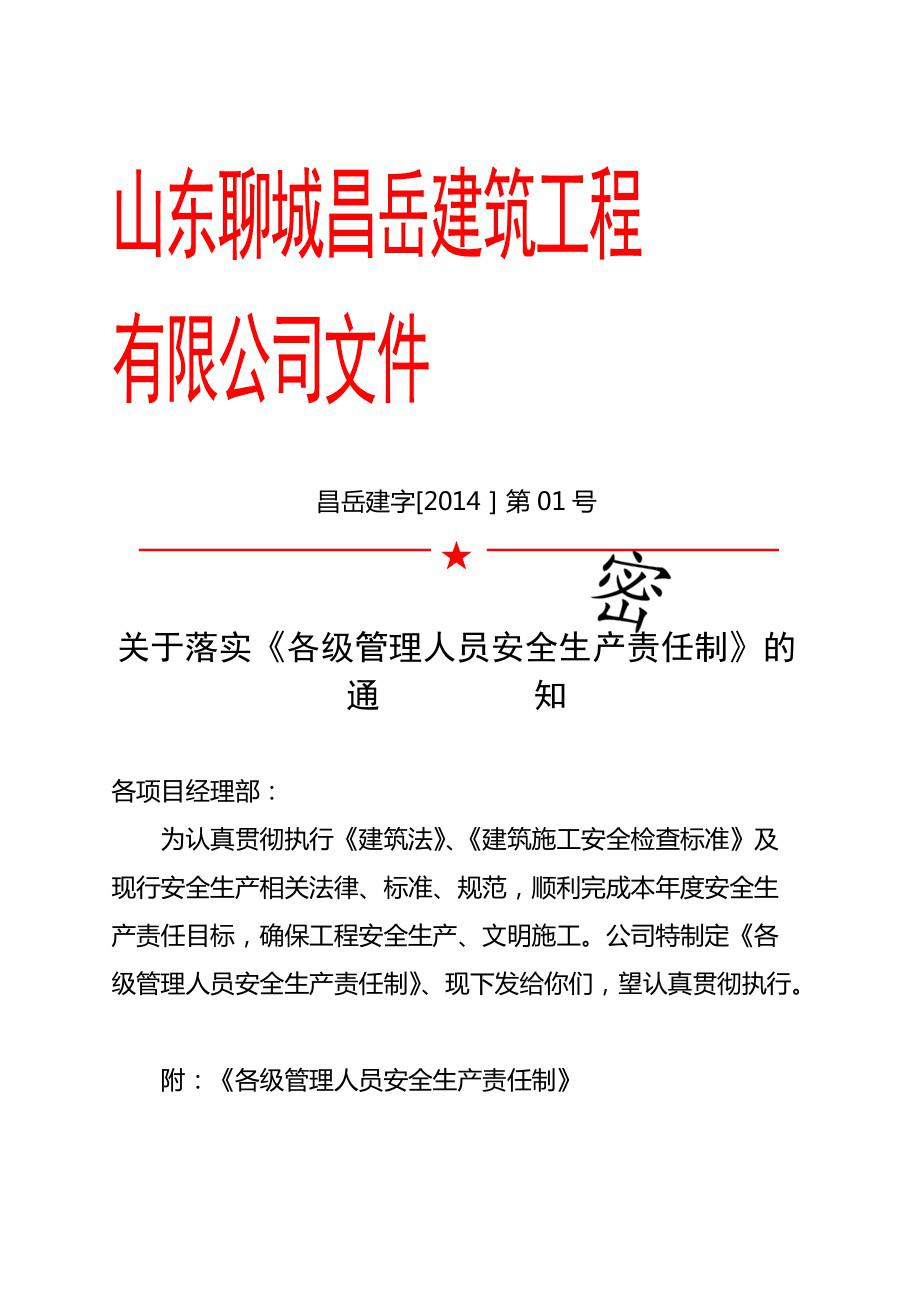 山东聊城昌岳建筑工程
有限公司文件
昌岳建字[2014］第01号
密
关于落实《各级管理人员安全生产责任制》的
通 知
各项目经理部：
为认真贯彻执行《建筑法》、《建筑施工安全检查标准》及
现行安全生产相关法律、标准、规范，顺利完成本年度安全生
产责任目标，确保工程安全生产、文明施工。公司特制定《各
级管理人员安全生产责任制》、现下发给你们，望认真贯彻执行。
附：《各级管理人员安全生产责任制》